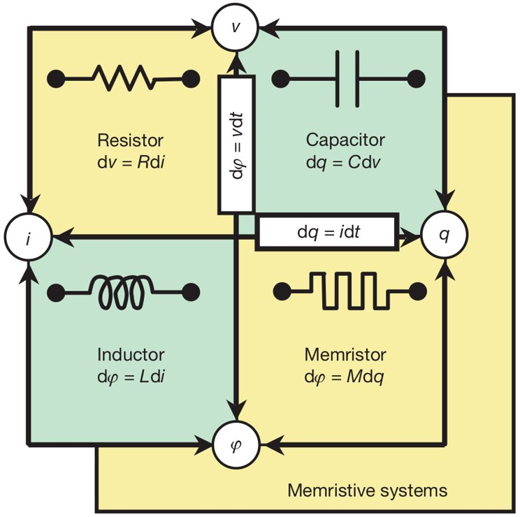 v
Resistor
dv = Rdi
dφ = vdt
Capacitor
dq = Cdv
i
dq = idt
q
Inductor
dφ = Ldi
Memristor
dφ = Mdq
φ
Memristive systems